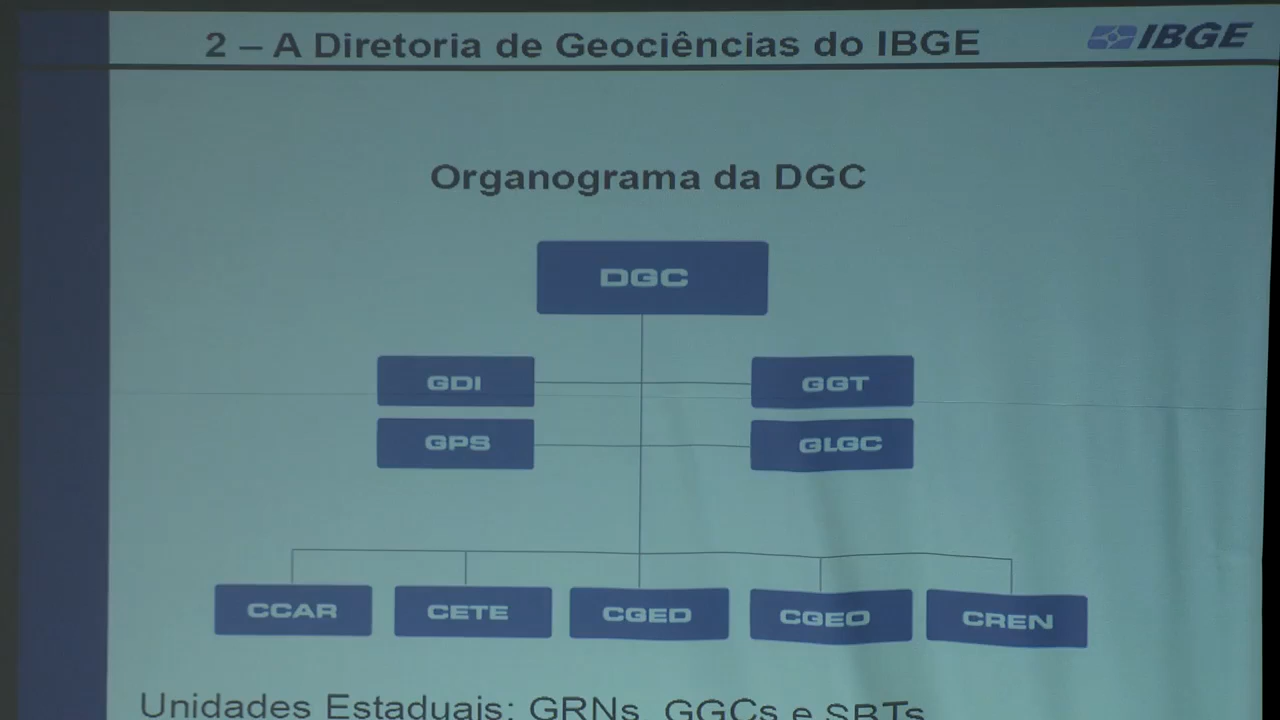 2 – A Diretoria de Geociências do IBGE
IBGE
Organograma da DGC
DGC
GDI
GGT
GPS
GLGC
CCAR
CETE
CGED
CGEO
CREN
Unidades Estaduais: GRNs, GGCs e SBTs